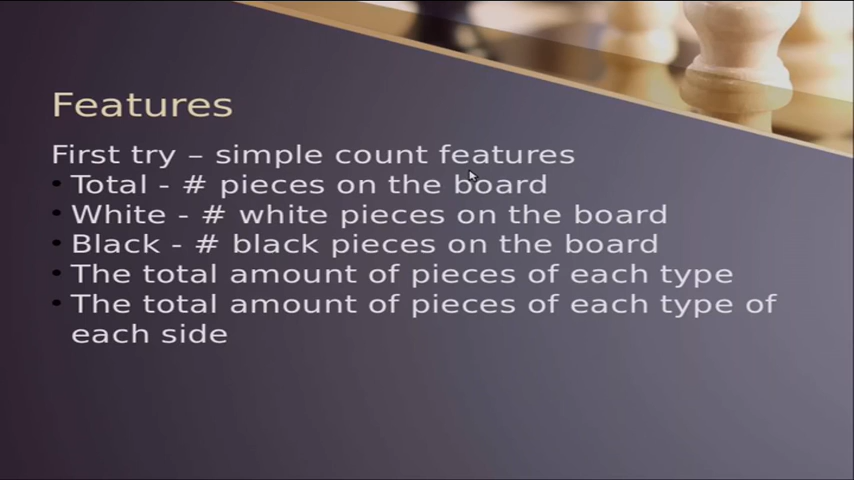 Features
First try – simple count features
• Total - # pieces on the board
• White - # white pieces on the board
• Black - # black pieces on the board
• The total amount of pieces of each type
• The total amount of pieces of each type of
each side